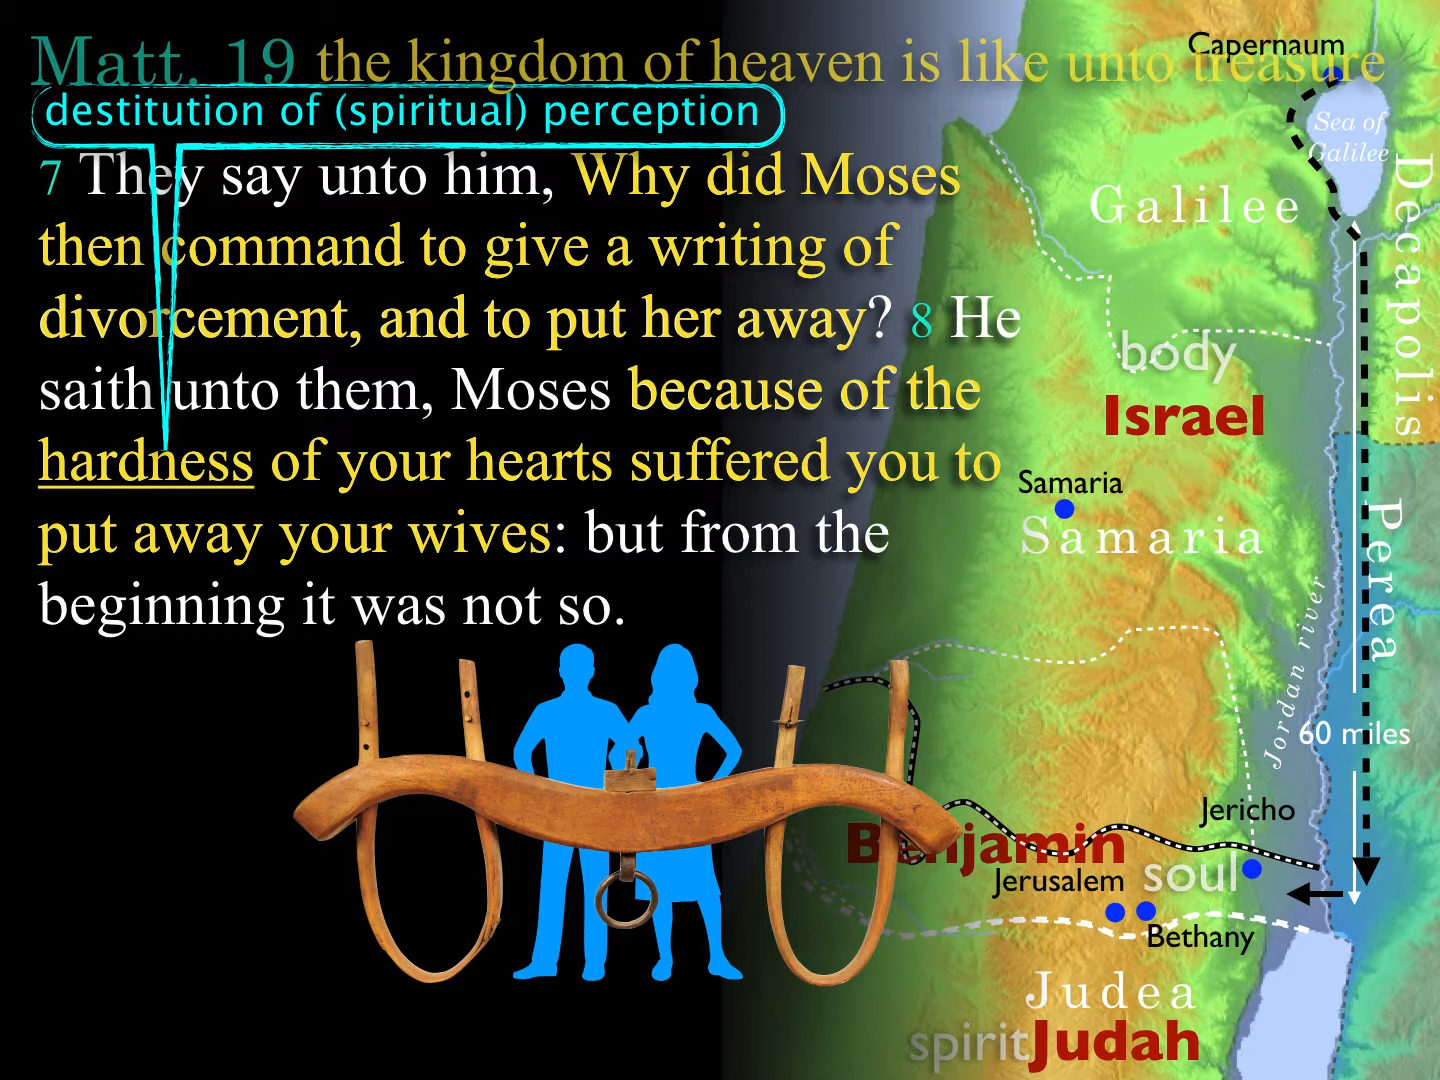 Matt. 19 the kingdom of heaven is like unto treasure
destitution of (spiritual) perception
7 They say unto him, Why did Moses
then command to give a writing of
divorcement, and to put her away? 8 He
saith unto them, Moses because of the
hardness of your hearts suffered you to
put away your wives: but from the
beginning it was not so.
Capernaum
Sea of
Galilee
Decapolis
Galilee
body
Israel
Samaria
Samaria
Perea
Jordan river
60 miles
Jericho
Benjamin
Jerusalem
soul
Bethany
Judea
spirit Judah